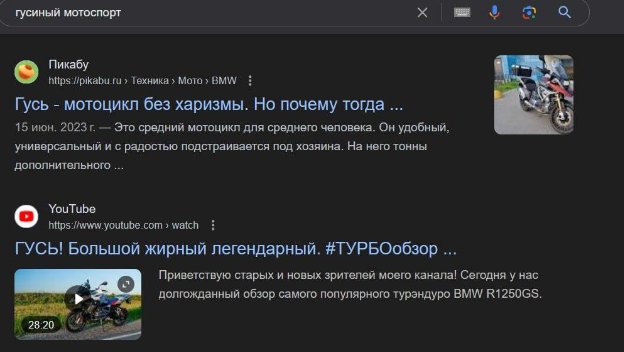 гусиный мотоспорт
Пикабу
https://pikabu.ru › Техника › Мото › BMW
Гусь - мотоцикл без харизмы. Но почему тогда ...
15 июн. 2023 г. — Это средний мотоцикл для среднего человека. Он удобный,
универсальный и с радостью подстраивается под хозяина. На него тонны
дополнительного ...
YouTube
https://www.youtube.com › watch
ГУСЬ! Большой жирный легендарный. #ТУРБОобзор ...
Приветствую старых и новых зрителей моего канала! Сегодня у нас
долгожданный обзор самого популярного турэндуро BMW R1250GS.
28:20